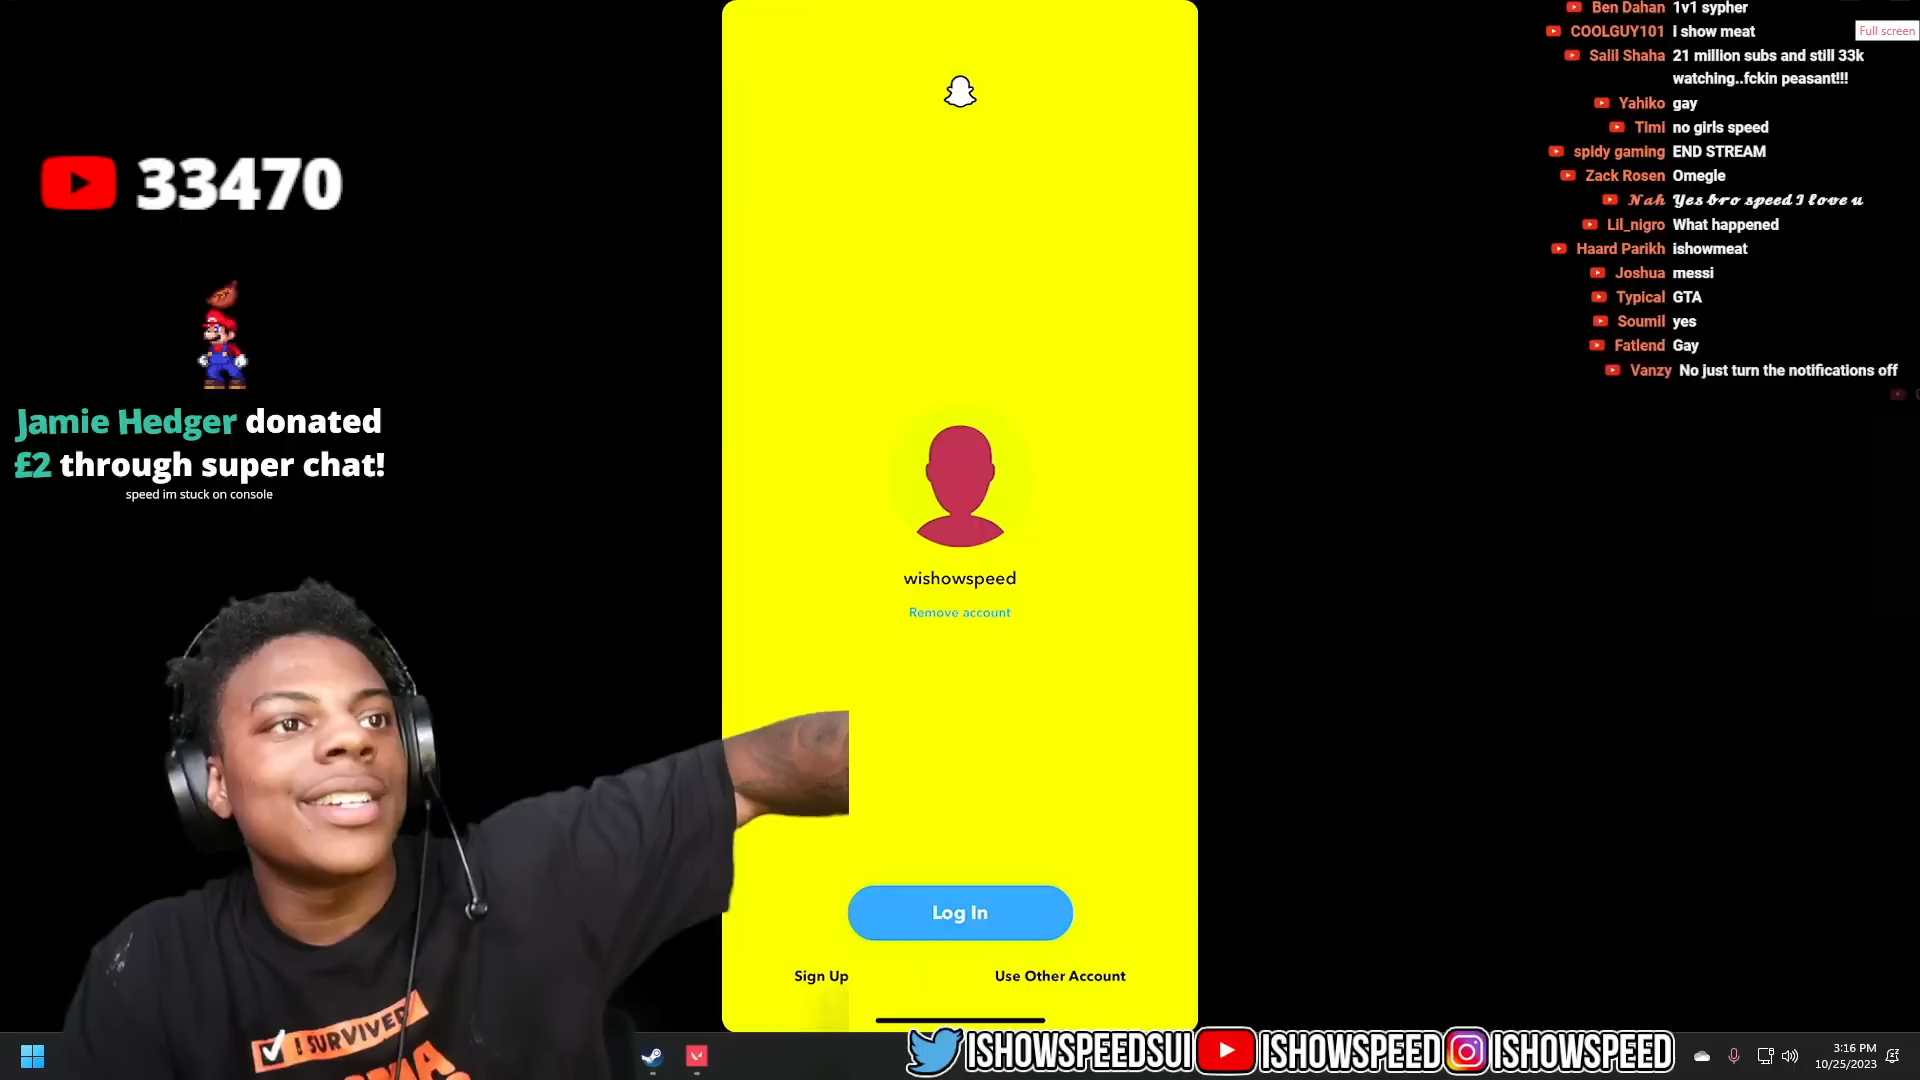 Ben Dahan 1v1 sypher
COOLGUY101 I show meat
Full screen
Salil Shaha 21 million subs and still 33k
watching..fckin peasant!!!
Yahiko gay
Timi no girls speed
spidy gaming END STREAM
Zack Rosen Omegle
Nah Yes bro speed I love u
Lil_nigro What happened
Haard Parikh ishowmeat
Joshua messi
Typical GTA
Soumil yes
Fatlend Gay
Vanzy No just turn the notifications off
33470
Jamie Hedger donated
£2 through super chat!
speed im stuck on console
wishowspeed
Remove account
Log In
Sign Up
Use Other Account
I SURVIVED
ISHOWSPEEDSUI ISHOWSPEED ISHOWSPEED
3:16 PM
10/25/2023